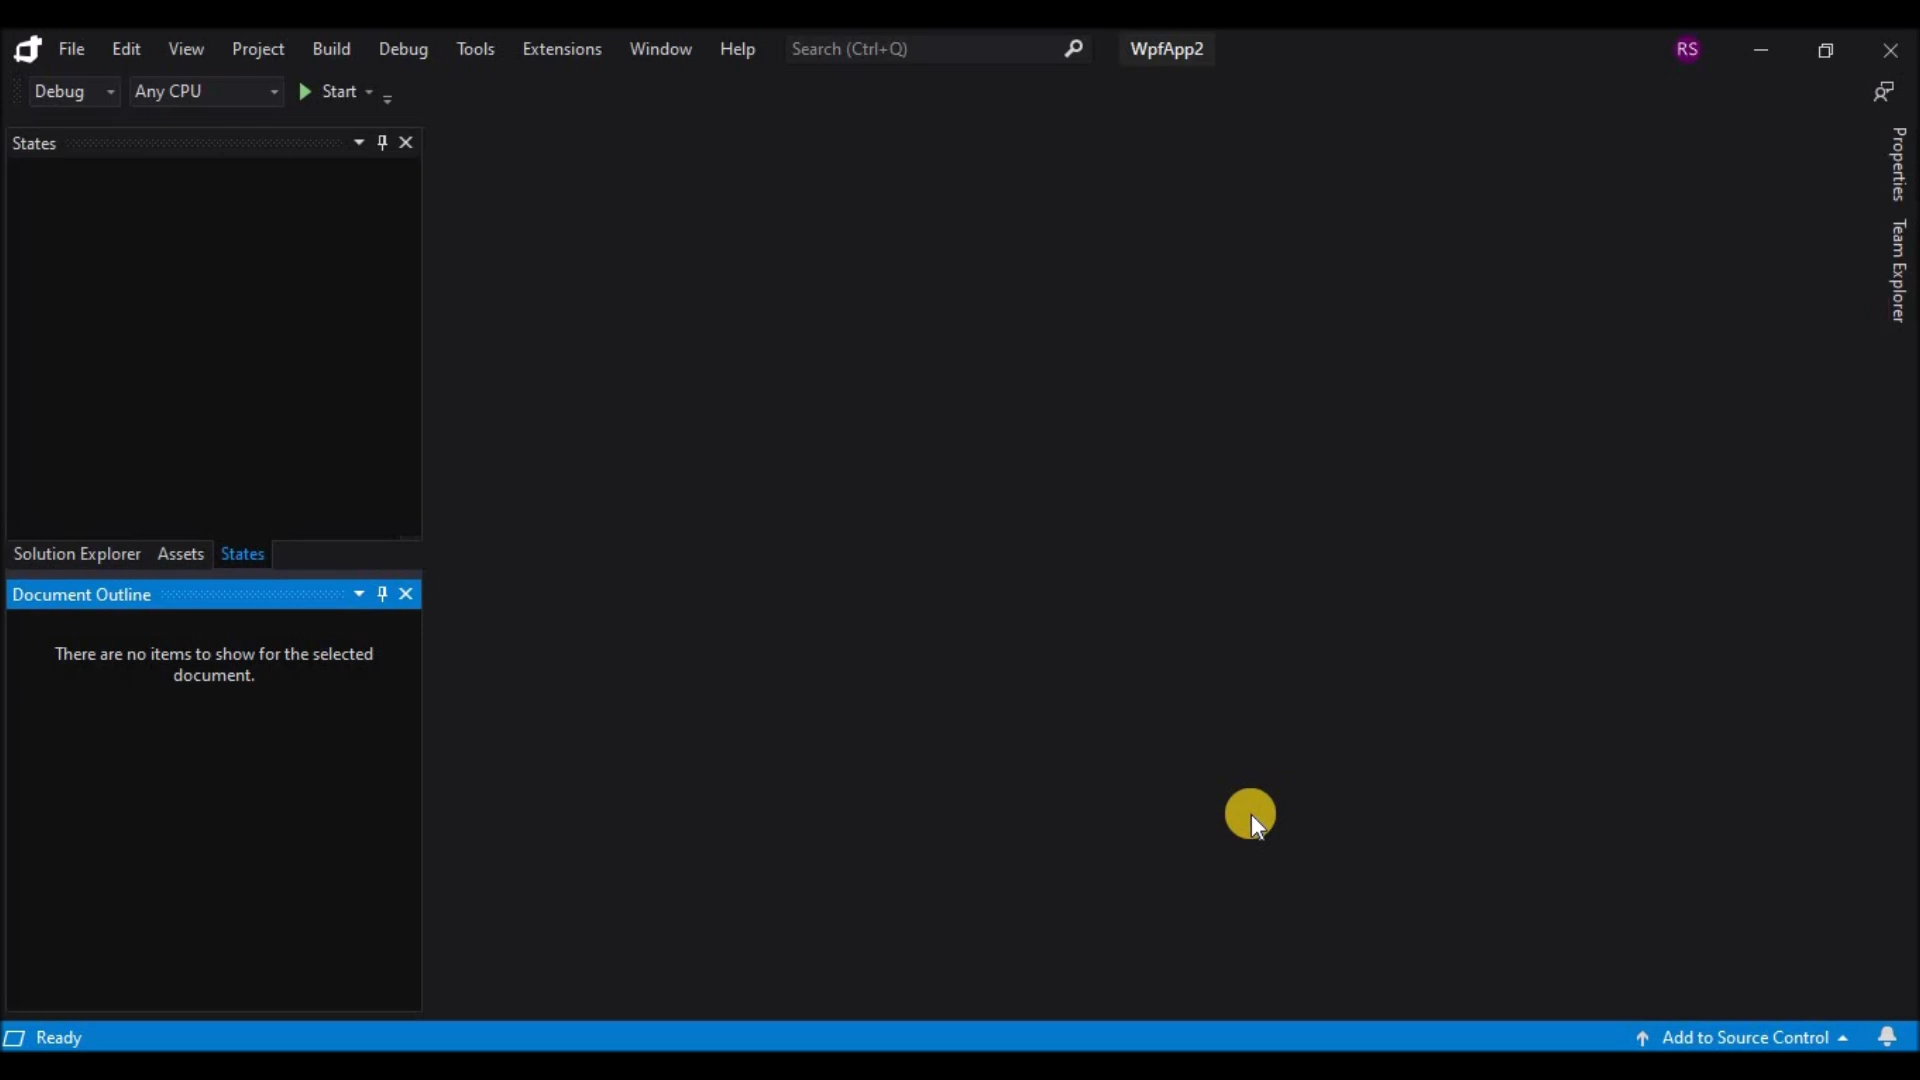 File Edit View Project Build Debug Tools Extensions Window Help Search (Ctrl+Q) WpfApp2 RS
Debug Any CPU Start
States
Properties
Team Explorer
Solution Explorer Assets States
Document Outline
There are no items to show for the selected
document.
Ready Add to Source Control